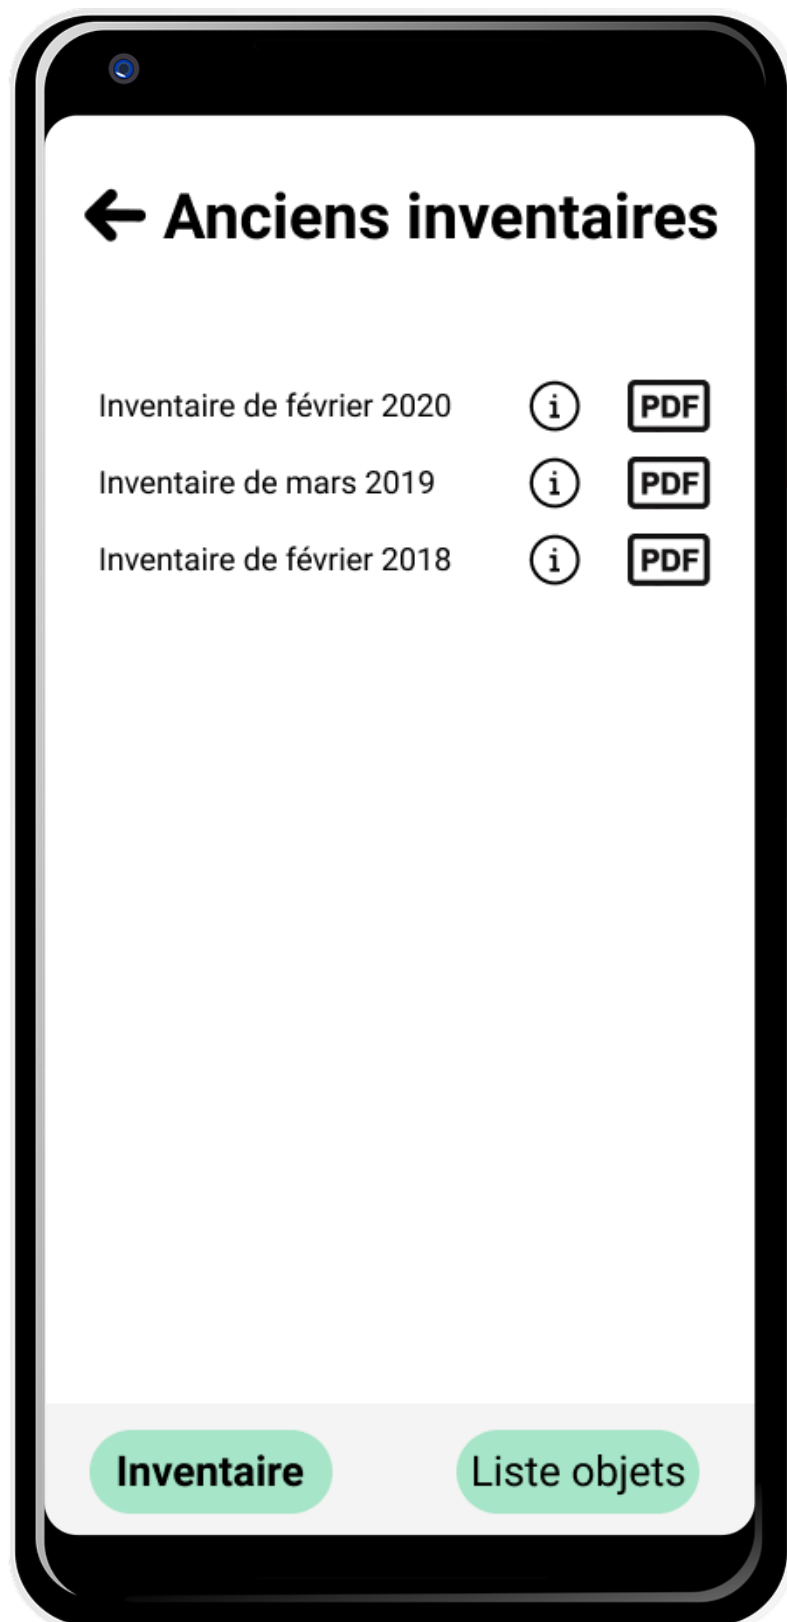 Anciens inventaires
Inventaire de février 2020 i PDF
Inventaire de mars 2019 i PDF
Inventaire de février 2018 i PDF
Inventaire Liste objets